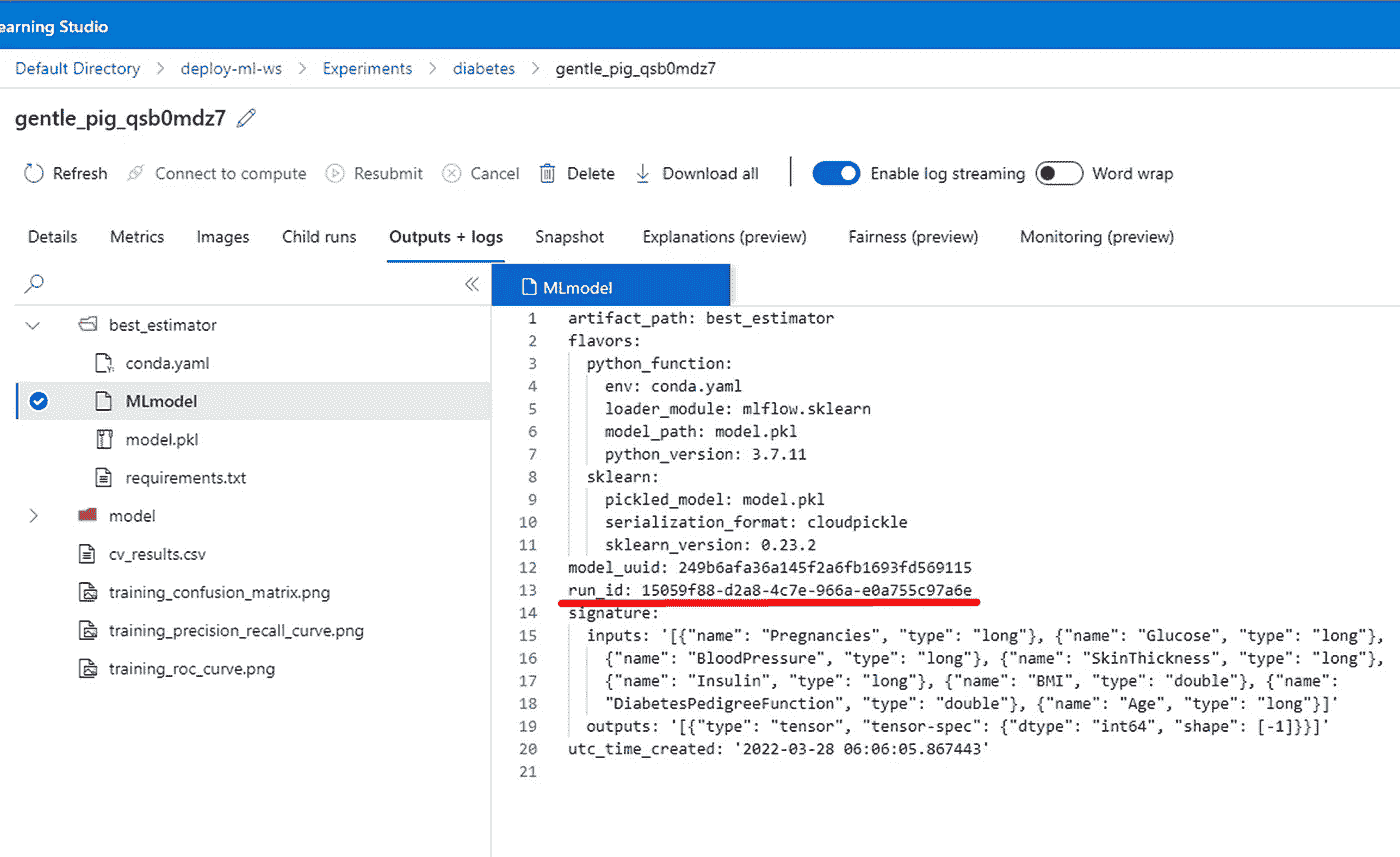 earning Studio
Default Directory > deploy-ml-ws > Experiments > diabetes > gentle_pig_qsb0mdz7
gentle_pig_qsb0mdz7
Refresh Connect to compute Resubmit Cancel Delete Download all Enable log streaming Word wrap
Details Metrics Images Child runs Outputs + logs Snapshot Explanations (preview) Fairness (preview) Monitoring (preview)
best_estimator
conda.yaml
MLmodel
model.pkl
requirements.txt
model
cv_results.csv
training_confusion_matrix.png
training_precision_recall_curve.png
training_roc_curve.png
MLmodel
1 artifact_path: best_estimator
2 flavors:
3 python_function:
4 env: conda.yaml
5 loader_module: mlflow.sklearn
6 model_path: model.pkl
7 python_version: 3.7.11
8 sklearn:
9 pickled_model: model.pkl
10 serialization_format: cloudpickle
11 sklearn_version: 0.23.2
12 model_uuid: 249b6afa36a145f2a6fb1693fd569115
13 run_id: 15059f88-d2a8-4c7e-966a-e0a755c97a6e
14 signature:
15 inputs: '[{"name": "Pregnancies", "type": "long"}, {"name": "Glucose", "type": "long"},
16 {"name": "BloodPressure", "type": "long"}, {"name": "SkinThickness", "type": "long"},
17 {"name": "Insulin", "type": "long"}, {"name": "BMI", "type": "double"}, {"name":
18 "DiabetesPedigreeFunction", "type": "double"}, {"name": "Age", "type": "long"}]'
19 outputs: '[{"type": "tensor", "tensor-spec": {"dtype": "int64", "shape": [-1]}}]'
20 utc_time_created: '2022-03-28 06:06:05.867443'
21